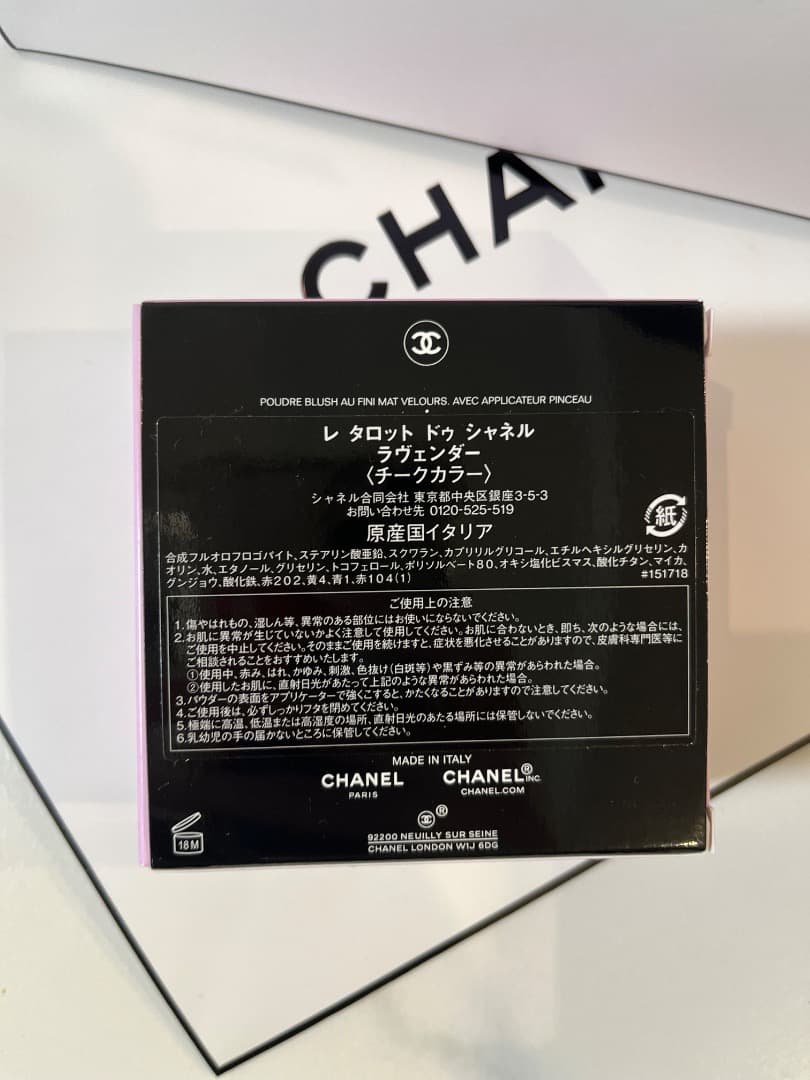 CHAN
POUDRE BLUSH AU FINI MAT VELOURS. AVEC APPLICATEUR PINCEAU
レ タロット ドゥ シャネル
ラヴェンダー
〈チークカラー〉
シャネル合同会社 東京都中央区銀座3-5-3
お問い合わせ先 0120-525-519
原産国イタリア
紙
合成フルオロフロゴパイト、ステアリン酸亜鉛、スクワラン、カプリリルグリコール、エチルヘキシルグリセリン、カ
オリン、水、エタノール、グリセリン、トコフェロール、ポリソルベート80、オキシ塩化ビスマス、酸化チタン、マイカ、
グンジョウ、酸化鉄、赤202、黄4、青1、赤104(1)
#151718
ご使用上の注意
1.傷やはれもの、湿しん等、異常のある部位にはお使いにならないでください。
2.お肌に異常が生じていないかよく注意して使用してください。お肌に合わないとき、即ち、次のような場合には、
ご使用を中止してください。そのままご使用を続けますと、症状を悪化させることがありますので、皮膚科専門医等に
ご相談されることをおすすめいたします。
①使用中、赤み、はれ、かゆみ、刺激、色抜け(白斑等)や黒ずみ等の異常があらわれた場合。
②使用したお肌に、直射日光があたって上記のような異常があらわれた場合。
3.パウダーの表面をアプリケーターで強くこすると、かたくなることがありますので注意してください。
4.ご使用後は、必ずしっかりフタを閉めてください。
5.極端に高温、低温または高湿度の場所、直射日光のあたる場所には保管しないでください。
6.乳幼児の手の届かないところに保管してください。
MADE IN ITALY
CHANEL CHANEL® INC.
PARIS CHANEL.COM
®
18M
92200 NEUILLY SUR SEINE
CHANEL LONDON W1J 6DG